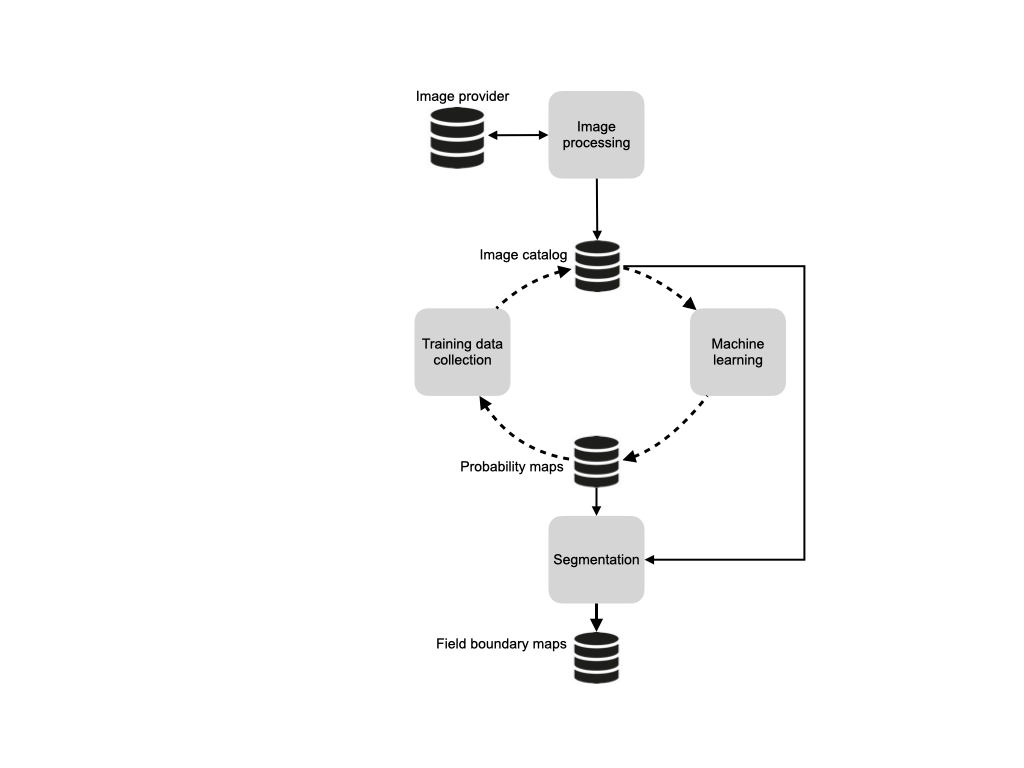 Image provider
Image
processing
Image catalog
Training data
collection
Machine
learning
Probability maps
Segmentation
Field boundary maps